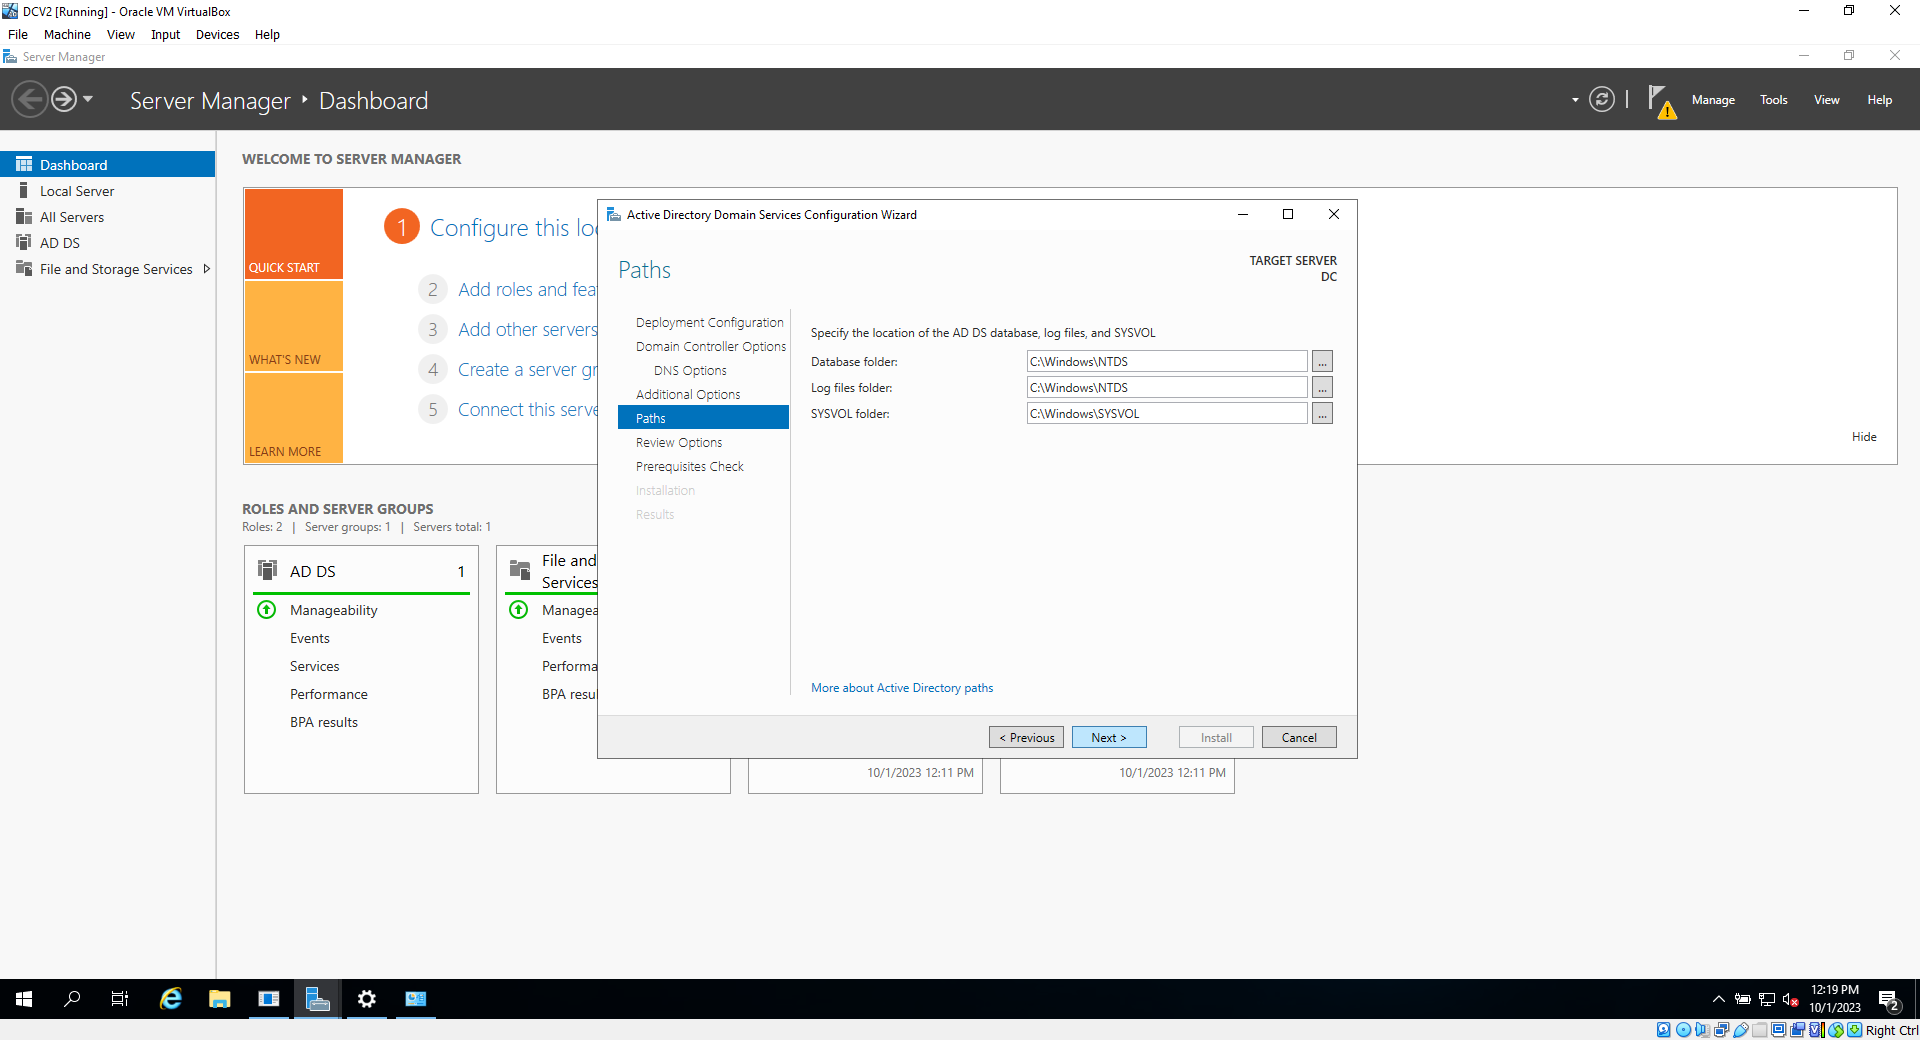 DCV2 [Running] - Oracle VM VirtualBox
File Machine View Input Devices Help
Server Manager
Server Manager ‣ Dashboard
Manage Tools View Help
Dashboard
Local Server
All Servers
AD DS
File and Storage Services
WELCOME TO SERVER MANAGER
QUICK START
WHAT'S NEW
LEARN MORE
1 Configure this lo
2 Add roles and fea
3 Add other servers
4 Create a server gr
5 Connect this serve
Hide
Active Directory Domain Services Configuration Wizard
Paths
TARGET SERVER
DC
Deployment Configuration
Domain Controller Options
DNS Options
Additional Options
Paths
Review Options
Prerequisites Check
Installation
Results
Specify the location of the AD DS database, log files, and SYSVOL
Database folder: C:\Windows\NTDS ...
Log files folder: C:\Windows\NTDS ...
SYSVOL folder: C:\Windows\SYSVOL ...
More about Active Directory paths
< Previous Next > Install Cancel
ROLES AND SERVER GROUPS
Roles: 2 | Server groups: 1 | Servers total: 1
AD DS 1
Manageability
Events
Services
Performance
BPA results
File and
Services
Managea
Events
Performa
BPA resul
10/1/2023 12:11 PM
10/1/2023 12:11 PM
12:19 PM
10/1/2023
2
Right Ctrl